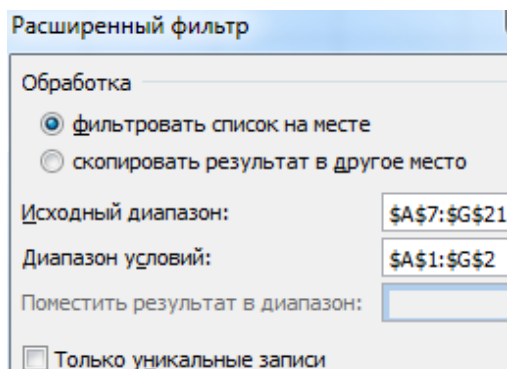 Расширенный фильтр
Обработка
фильтровать список на месте
скопировать результат в другое место
Исходный диапазон: $A$7:$G$21
Диапазон условий: $A$1:$G$2
Поместить результат в диапазон:
Только уникальные записи